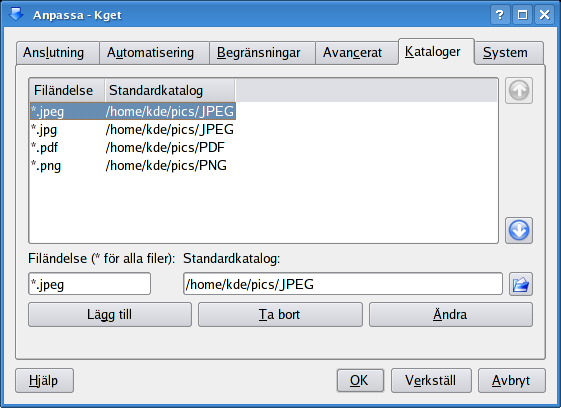 Anpassa - Kget
Anslutning Automatisering Begränsningar Avancerat Kataloger System
Filändelse Standardkatalog
*.jpeg /home/kde/pics/JPEG
*.jpg /home/kde/pics/JPEG
*.pdf /home/kde/pics/PDF
*.png /home/kde/pics/PNG
Filändelse (* för alla filer): Standardkatalog:
*.jpeg /home/kde/pics/JPEG
Lägg till Ta bort Ändra
Hjälp OK Verkställ Avbryt